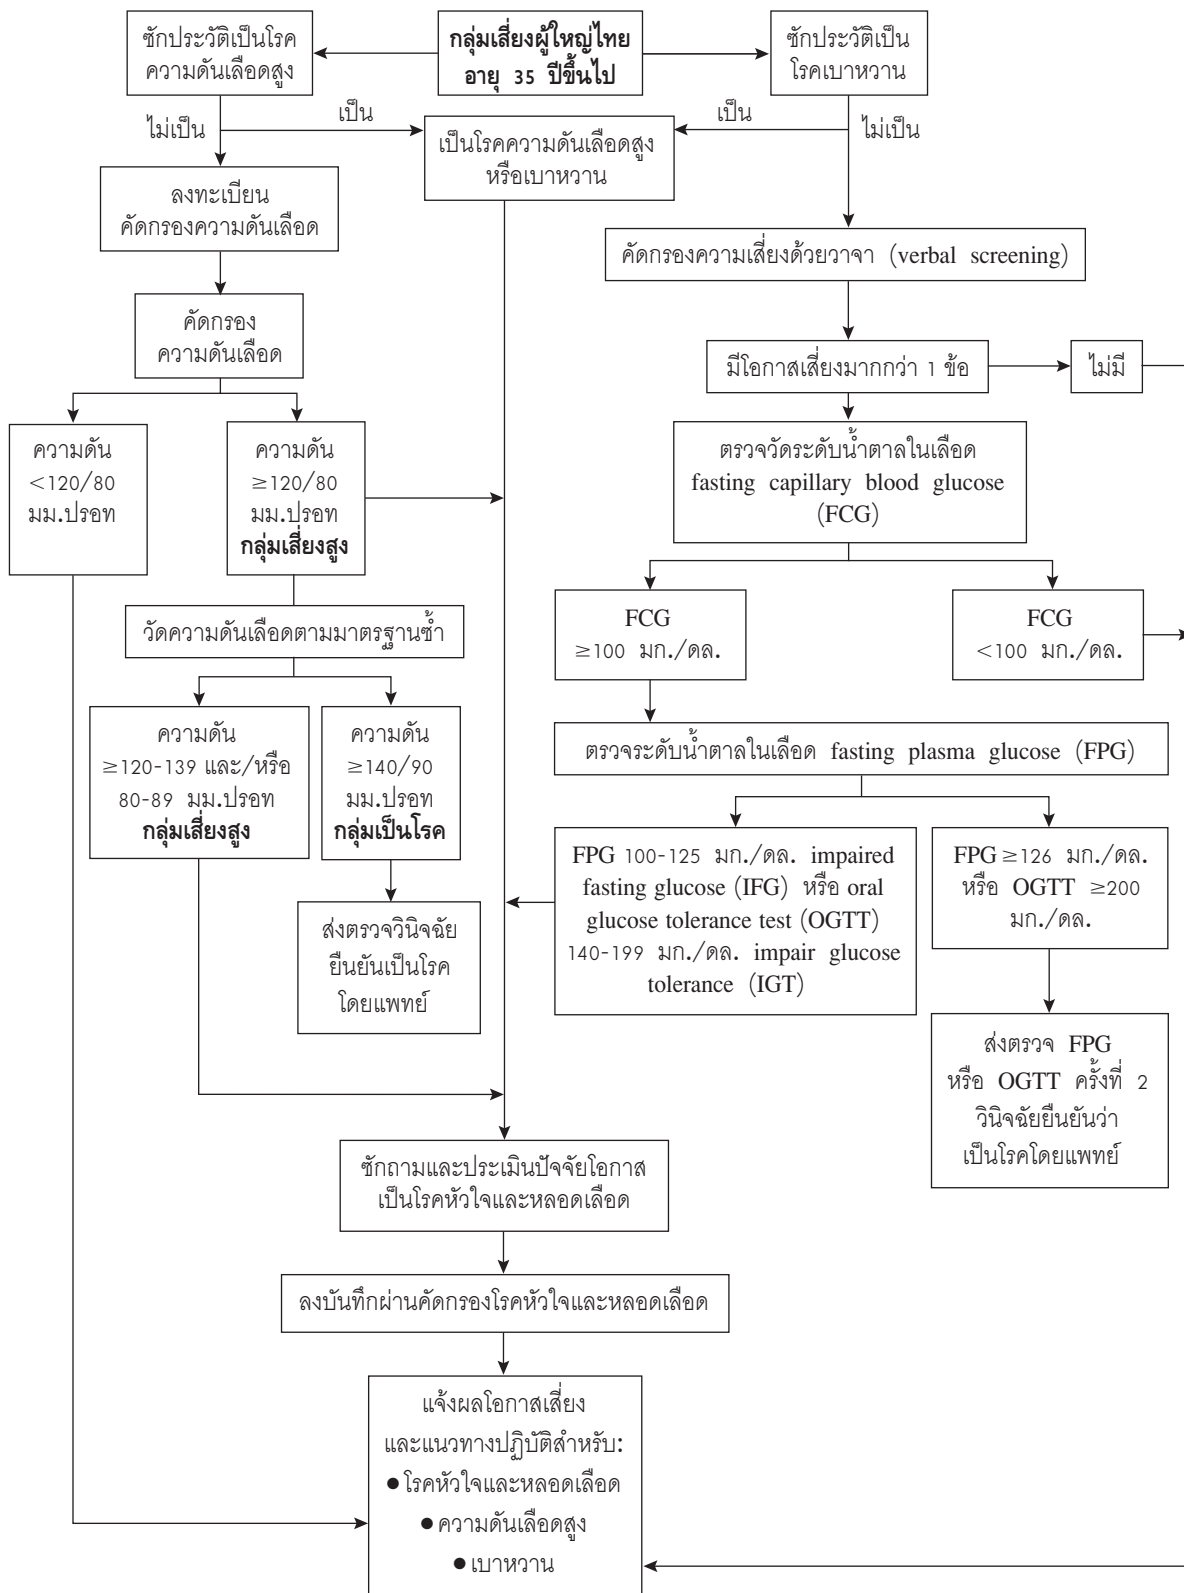 ซักประวัติเป็นโรค
ความดันเลือดสูง
กลุ่มเสี่ยงผู้ใหญ่ไทย
อายุ 35 ปีขึ้นไป
ซักประวัติเป็น
โรคเบาหวาน
ไม่เป็น
เป็น
เป็น
ไม่เป็น
เป็นโรคความดันเลือดสูง
หรือเบาหวาน
ลงทะเบียน
คัดกรองความดันเลือด
คัดกรองความเสี่ยงด้วยวาจา (verbal screening)
คัดกรอง
ความดันเลือด
มีโอกาสเสี่ยงมากกว่า 1 ข้อ
ไม่มี
ความดัน
<120/80
มม.ปรอท
ความดัน
≥120/80
มม.ปรอท
กลุ่มเสี่ยงสูง
ตรวจวัดระดับน้ำตาลในเลือด
fasting capillary blood glucose
(FCG)
วัดความดันเลือดตามมาตรฐานซ้ำ
FCG
≥100 มก./ดล.
FCG
<100 มก./ดล.
ความดัน
≥120-139 และ/หรือ
80-89 มม.ปรอท
กลุ่มเสี่ยงสูง
ความดัน
≥140/90
มม.ปรอท
กลุ่มเป็นโรค
ตรวจระดับน้ำตาลในเลือด fasting plasma glucose (FPG)
FPG 100-125 มก./ดล. impaired
fasting glucose (IFG) หรือ oral
glucose tolerance test (OGTT)
140-199 มก./ดล. impair glucose
tolerance (IGT)
FPG ≥126 มก./ดล.
หรือ OGTT ≥200
มก./ดล.
ส่งตรวจวินิจฉัย
ยืนยันเป็นโรค
โดยแพทย์
ส่งตรวจ FPG
หรือ OGTT ครั้งที่ 2
วินิจฉัยยืนยันว่า
เป็นโรคโดยแพทย์
ซักถามและประเมินปัจจัยโอกาส
เป็นโรคหัวใจและหลอดเลือด
ลงบันทึกผ่านคัดกรองโรคหัวใจและหลอดเลือด
แจ้งผลโอกาสเสี่ยง
และแนวทางปฏิบัติสำหรับ:
● โรคหัวใจและหลอดเลือด
● ความดันเลือดสูง
● เบาหวาน